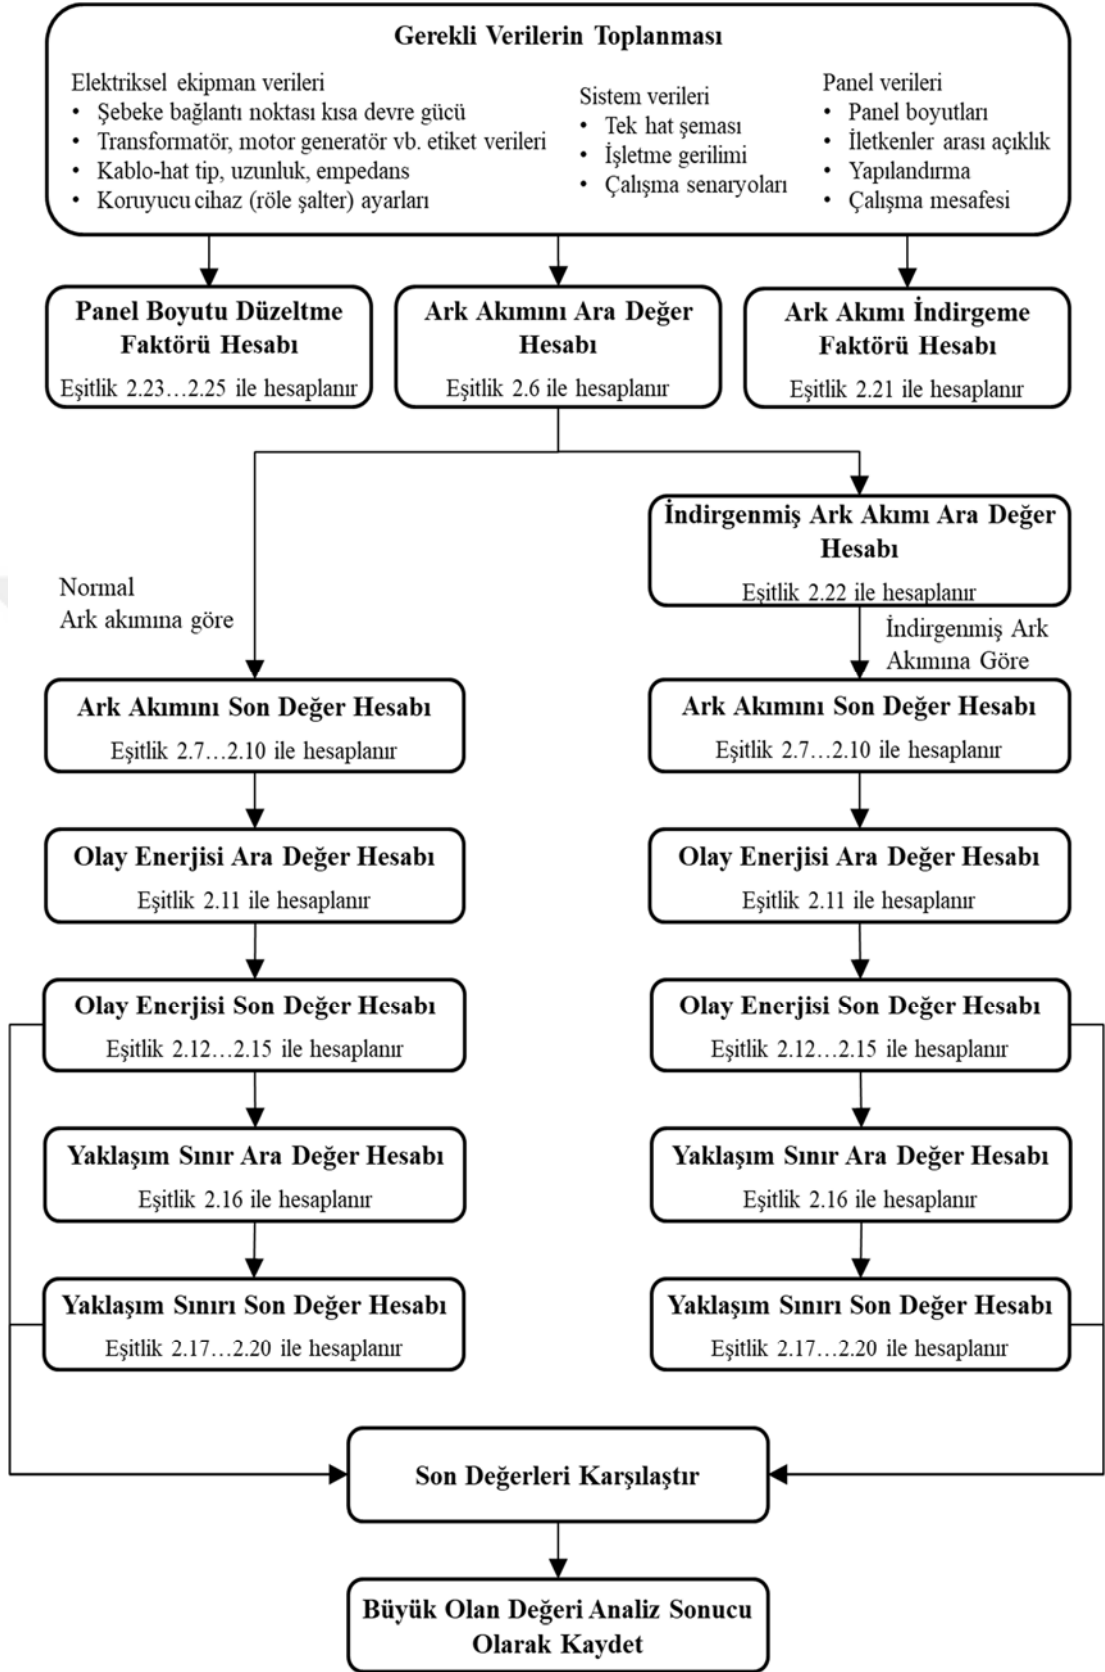 Gerekli Verilerin Toplanması
Elektriksel ekipman verileri
• Şebeke bağlantı noktası kısa devre gücü
• Transformatör, motor generatör vb. etiket verileri
• Kablo-hat tip, uzunluk, empedans
• Koruyucu cihaz (röle şalter) ayarları
Sistem verileri
• Tek hat şeması
• İşletme gerilimi
• Çalışma senaryoları
Panel verileri
• Panel boyutları
• İletkenler arası açıklık
• Yapılandırma
• Çalışma mesafesi
Panel Boyutu Düzeltme
Faktörü Hesabı
Eşitlik 2.23…2.25 ile hesaplanır
Ark Akımını Ara Değer
Hesabı
Eşitlik 2.6 ile hesaplanır
Ark Akımı İndirgeme
Faktörü Hesabı
Eşitlik 2.21 ile hesaplanır
İndirgenmiş Ark Akımı Ara Değer
Hesabı
Eşitlik 2.22 ile hesaplanır
Normal
Ark akımına göre
İndirgenmiş Ark
Akımına Göre
Ark Akımını Son Değer Hesabı
Eşitlik 2.7…2.10 ile hesaplanır
Ark Akımını Son Değer Hesabı
Eşitlik 2.7…2.10 ile hesaplanır
Olay Enerjisi Ara Değer Hesabı
Eşitlik 2.11 ile hesaplanır
Olay Enerjisi Ara Değer Hesabı
Eşitlik 2.11 ile hesaplanır
Olay Enerjisi Son Değer Hesabı
Eşitlik 2.12…2.15 ile hesaplanır
Olay Enerjisi Son Değer Hesabı
Eşitlik 2.12…2.15 ile hesaplanır
Yaklaşım Sınır Ara Değer Hesabı
Eşitlik 2.16 ile hesaplanır
Yaklaşım Sınır Ara Değer Hesabı
Eşitlik 2.16 ile hesaplanır
Yaklaşım Sınırı Son Değer Hesabı
Eşitlik 2.17…2.20 ile hesaplanır
Yaklaşım Sınırı Son Değer Hesabı
Eşitlik 2.17…2.20 ile hesaplanır
Son Değerleri Karşılaştır
Büyük Olan Değeri Analiz Sonucu
Olarak Kaydet